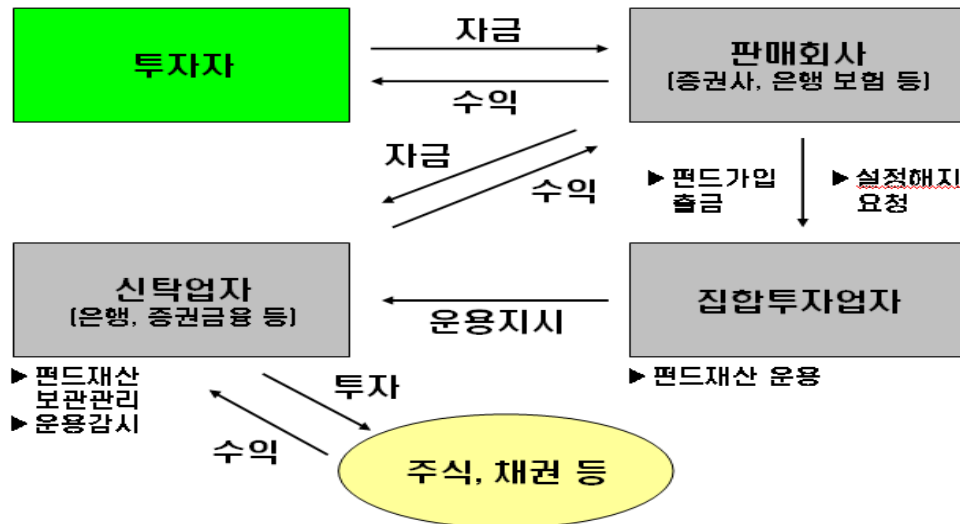 투자자
자금
수익
판매회사
(증권사, 은행 보험 등)
자금
수익
▶ 펀드가입
출금
▶ 설정해지
요청
신탁업자
(은행, 증권금융 등)
운용지시
집합투자업자
▶ 펀드재산
보관관리
▶ 운용감시
▶ 펀드재산 운용
투자
수익
주식, 채권 등